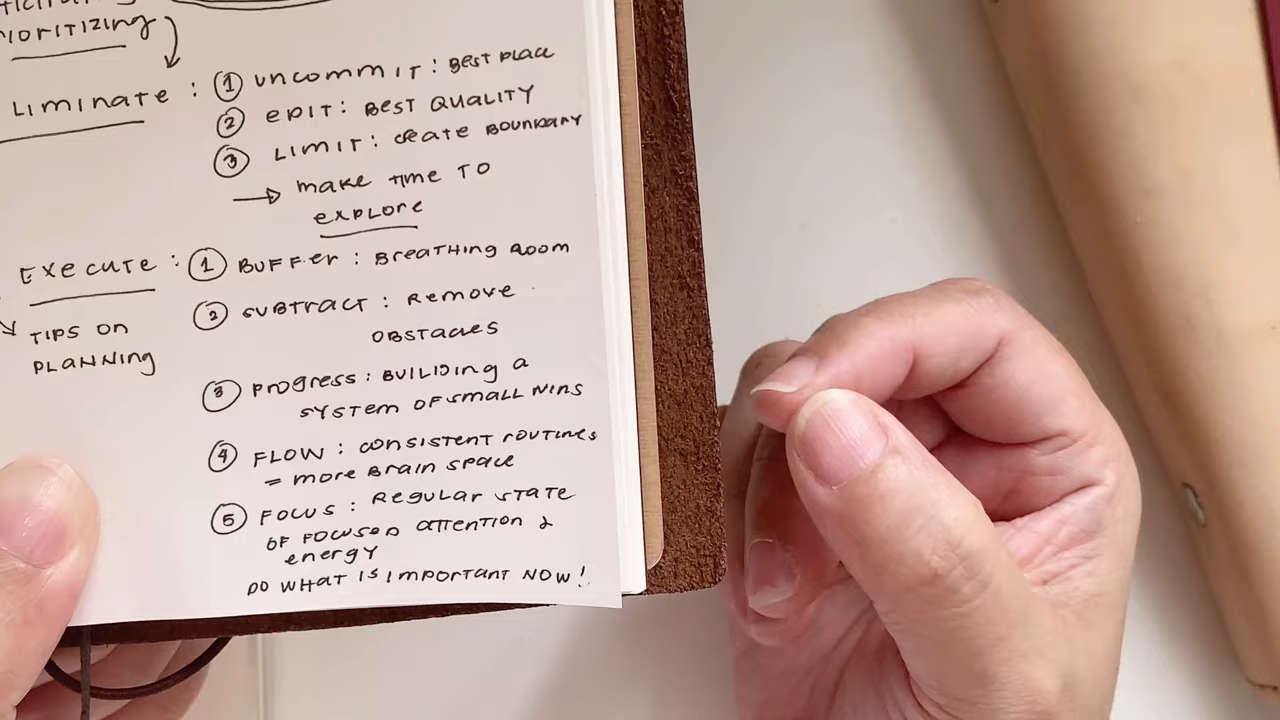 IORITIZING
LIMINATE : ① UNCOMMIT : BEST PLACE
② EDIT : BEST QUALITY
③ LIMIT : CREATE BOUNDARY
→ MAKE TIME TO
EXPLORE
EXECUTE : ① BUFFER : BREATHING ROOM
② SUBTRACT : REMOVE
OBSTACLES
TIPS ON
PLANNING
③ PROGRESS : BUILDING A
SYSTEM OF SMALL WINS
④ FLOW : CONSISTENT ROUTINES
= MORE BRAIN SPACE
⑤ FOCUS : REGULAR STATE
OF FOCUSED ATTENTION &
ENERGY
DO WHAT IS IMPORTANT NOW!